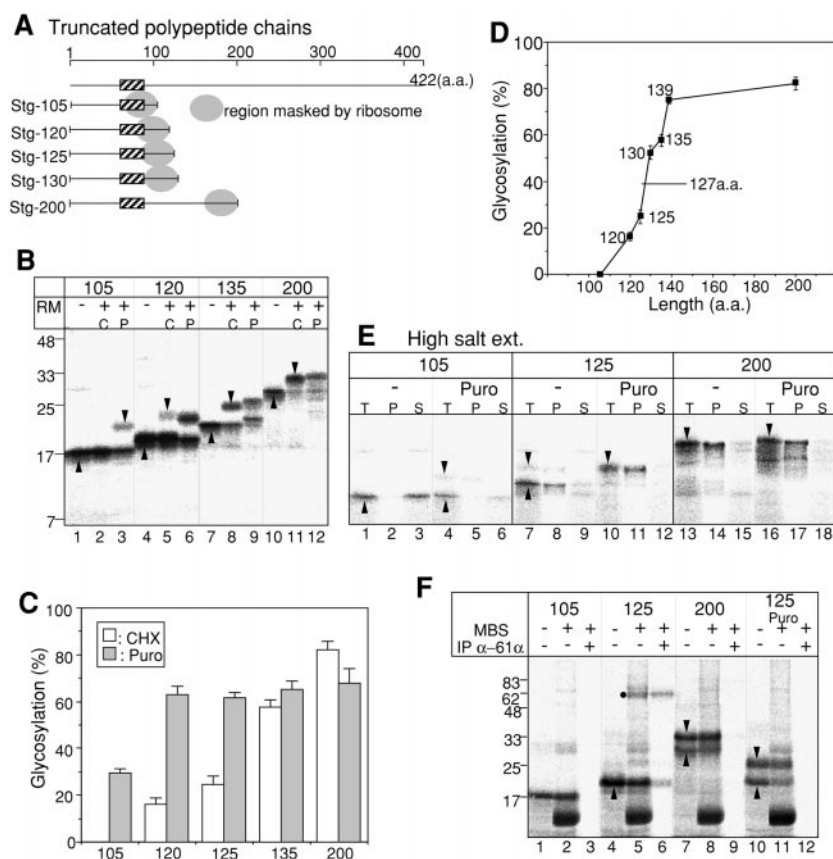 A Truncated polypeptide chains
1 100 200 300 400
422(a.a.)
Stg-105
region masked by ribosome
Stg-120
Stg-125
Stg-130
Stg-200
B
105 120 135 200
RM - + + - + + - + + - + +
C P C P C P C P
48
33
25
17
7
1 2 3 4 5 6 7 8 9 10 11 12
C
Glycosylation (%)
100
80
60
40
20
0
: CHX
: Puro
105 120 125 135 200
D
Glycosylation (%)
100
80
60
40
20
0
139
130
135
127a.a.
125
120
100 120 140 160 180 200
Length (a.a.)
E High salt ext.
105 125 200
- Puro - Puro - Puro
T P S T P S T P S T P S T P S T P S
1 2 3 4 5 6 7 8 9 10 11 12 13 14 15 16 17 18
F
105 125 200 125 Puro
MBS - + + - + + - + + - + +
IP α-61α - - + - - + - - + - - +
83
62
48
33
25
17
1 2 3 4 5 6 7 8 9 10 11 12